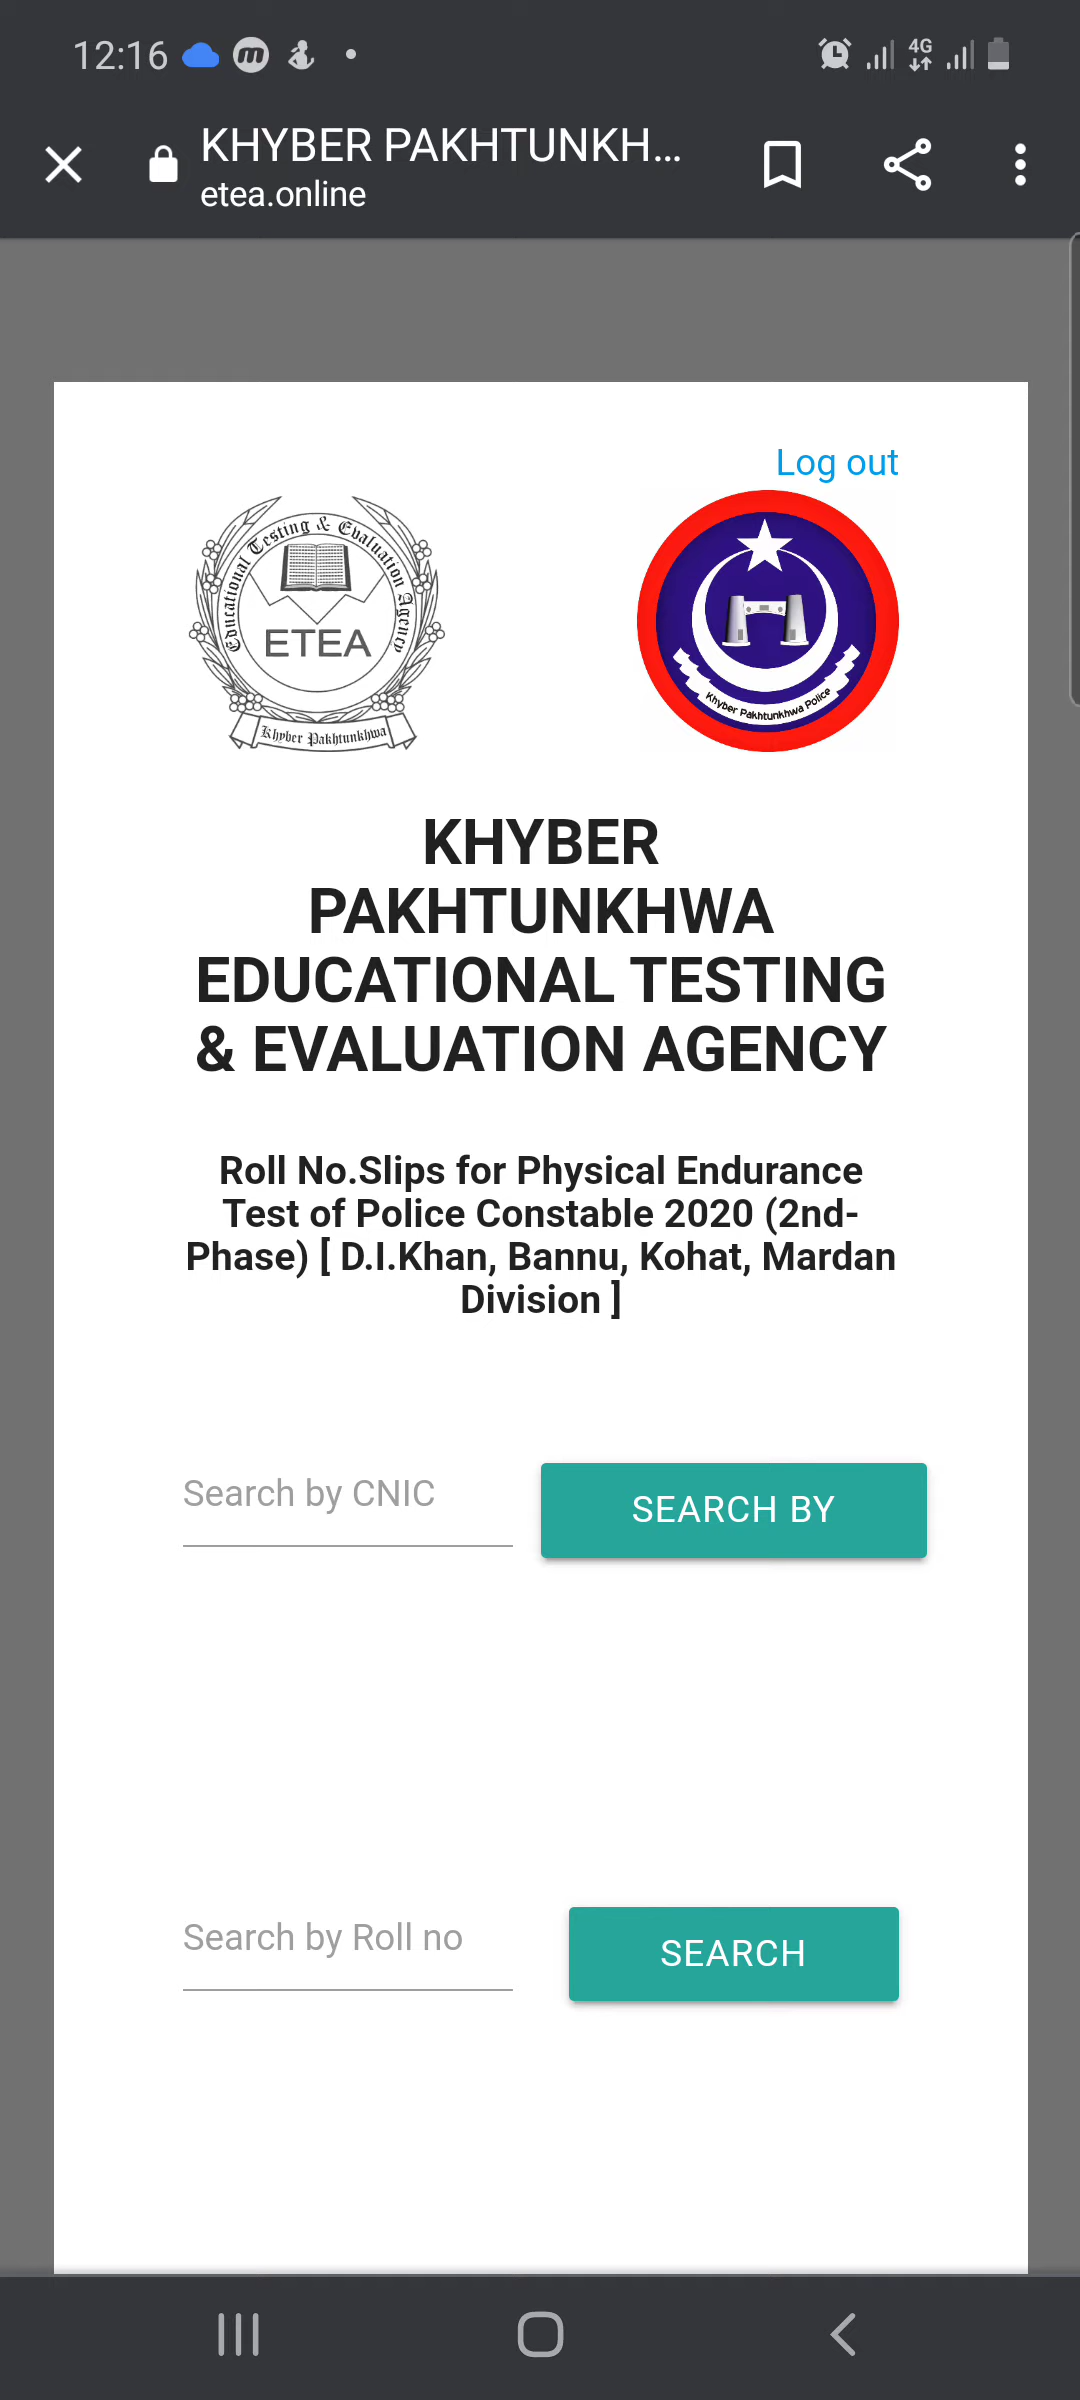 12:16
4G
KHYBER PAKHTUNKH...
etea.online
Log out
Educational Testing & Evaluation Agency
ETEA
Khyber Pakhtunkhwa
Khyber Pakhtunkhwa Police
KHYBER
PAKHTUNKHWA
EDUCATIONAL TESTING
& EVALUATION AGENCY
Roll No.Slips for Physical Endurance
Test of Police Constable 2020 (2nd-
Phase) [ D.I.Khan, Bannu, Kohat, Mardan
Division ]
Search by CNIC
SEARCH BY
Search by Roll no
SEARCH